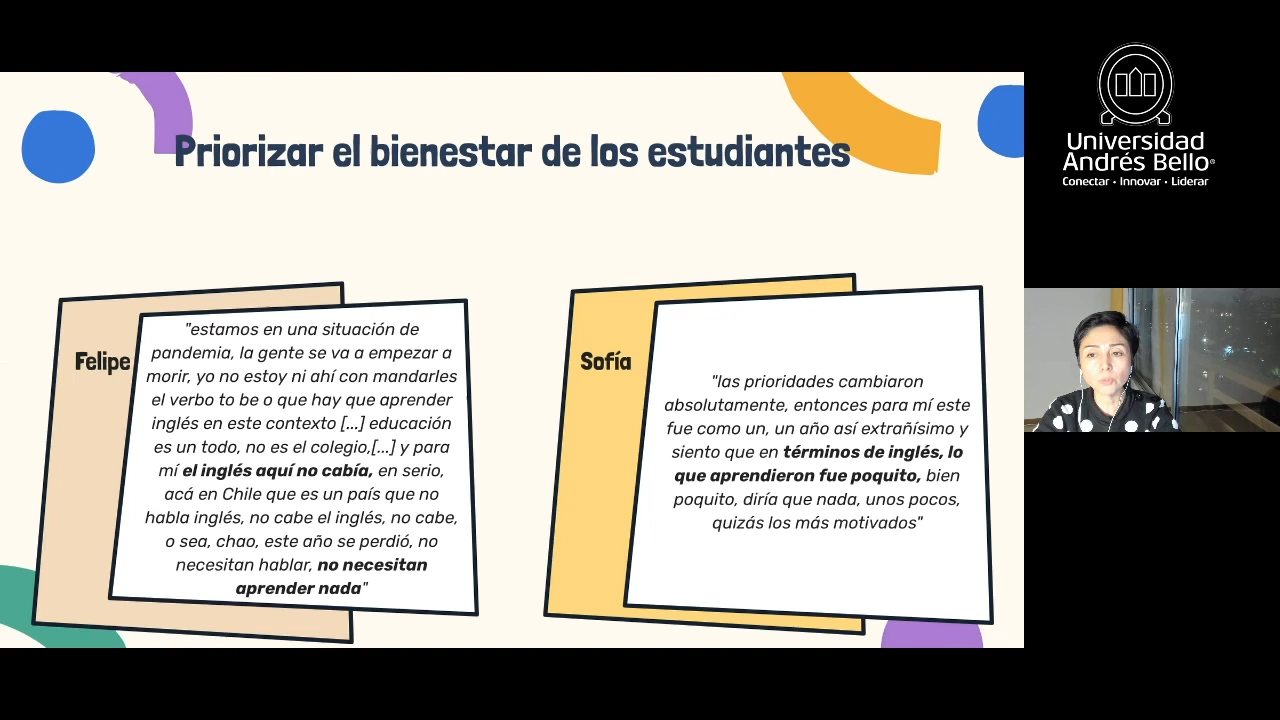 Priorizar el bienestar de los estudiantes
Felipe
"estamos en una situación de
pandemia, la gente se va a empezar a
morir, yo no estoy ni ahí con mandarles
el verbo to be o que hay que aprender
inglés en este contexto [...] educación
es un todo, no es el colegio,[...] y para
mí el inglés aquí no cabía, en serio,
acá en Chile que es un país que no
habla inglés, no cabe el inglés, no cabe,
o sea, chao, este año se perdió, no
necesitan hablar, no necesitan
aprender nada"
Sofía
"las prioridades cambiaron
absolutamente, entonces para mí este
fue como un, un año así extrañísimo y
siento que en términos de inglés, lo
que aprendieron fue poquito, bien
poquito, diría que nada, unos pocos,
quizás los más motivados"
Universidad
Andrés Bello®
Conectar • Innovar • Liderar